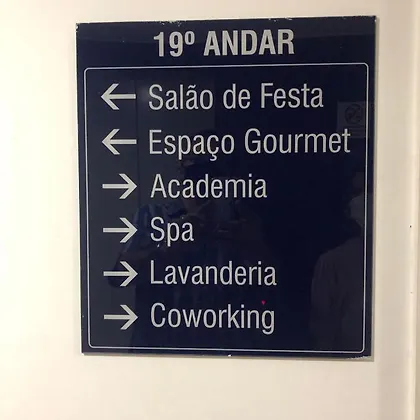 19º ANDAR
← Salão de Festa
← Espaço Gourmet
→ Academia
→ Spa
→ Lavanderia
→ Coworking